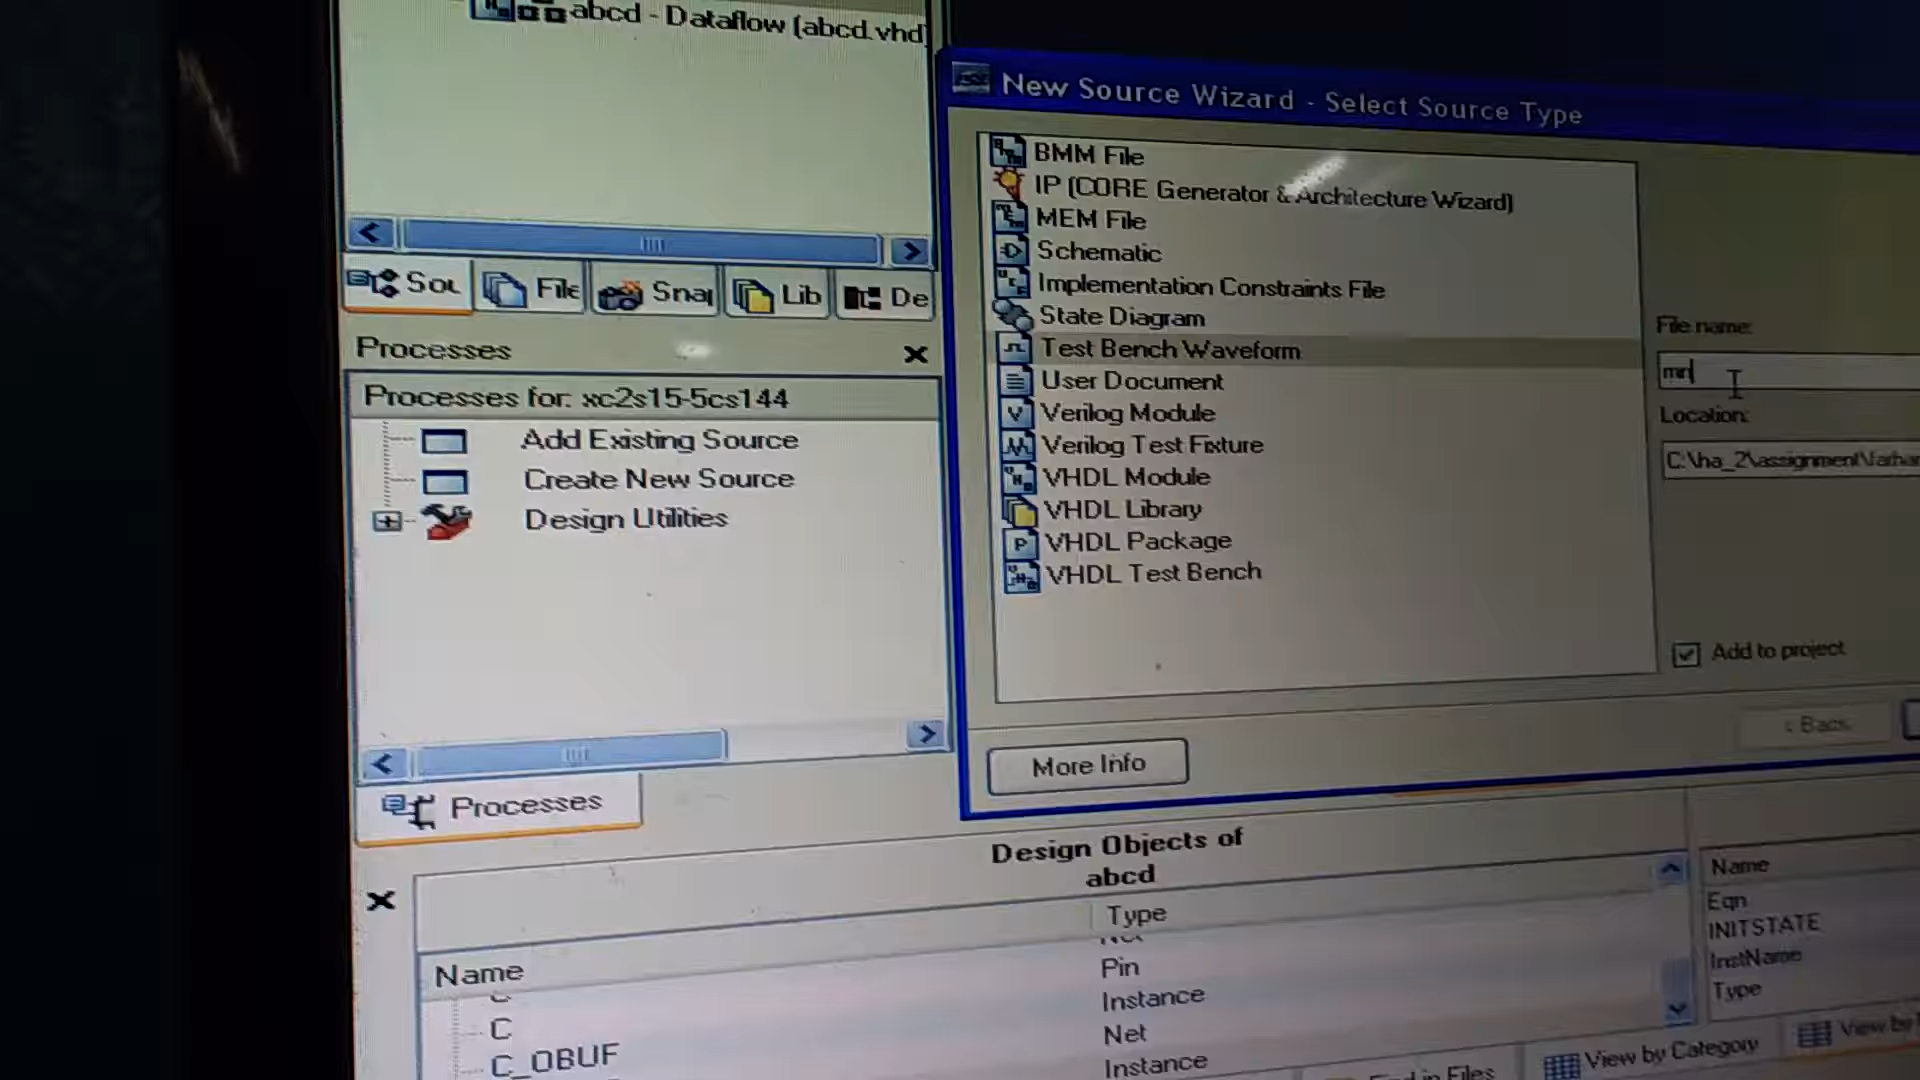 abcd - Dataflow (abcd.vhd)
New Source Wizard - Select Source Type
BMM File
IP (CORE Generator & Architecture Wizard)
MEM File
Schematic
Implementation Constraints File
State Diagram
Test Bench Waveform
User Document
Verilog Module
Verilog Test Fixture
VHDL Module
VHDL Library
VHDL Package
VHDL Test Bench
File name:
Location:
Add to project
< Back
More Info
Sou
File
Snap
Lib
De
Processes
Processes for: xc2s15-5cs144
Add Existing Source
Create New Source
Design Utilities
Processes
Design Objects of
abcd
Name
Type
Pin
Instance
C
Net
C_OBUF
Instance
Name
Eqn
INITSTATE
InstName
Type
in Files
View by Category
View by